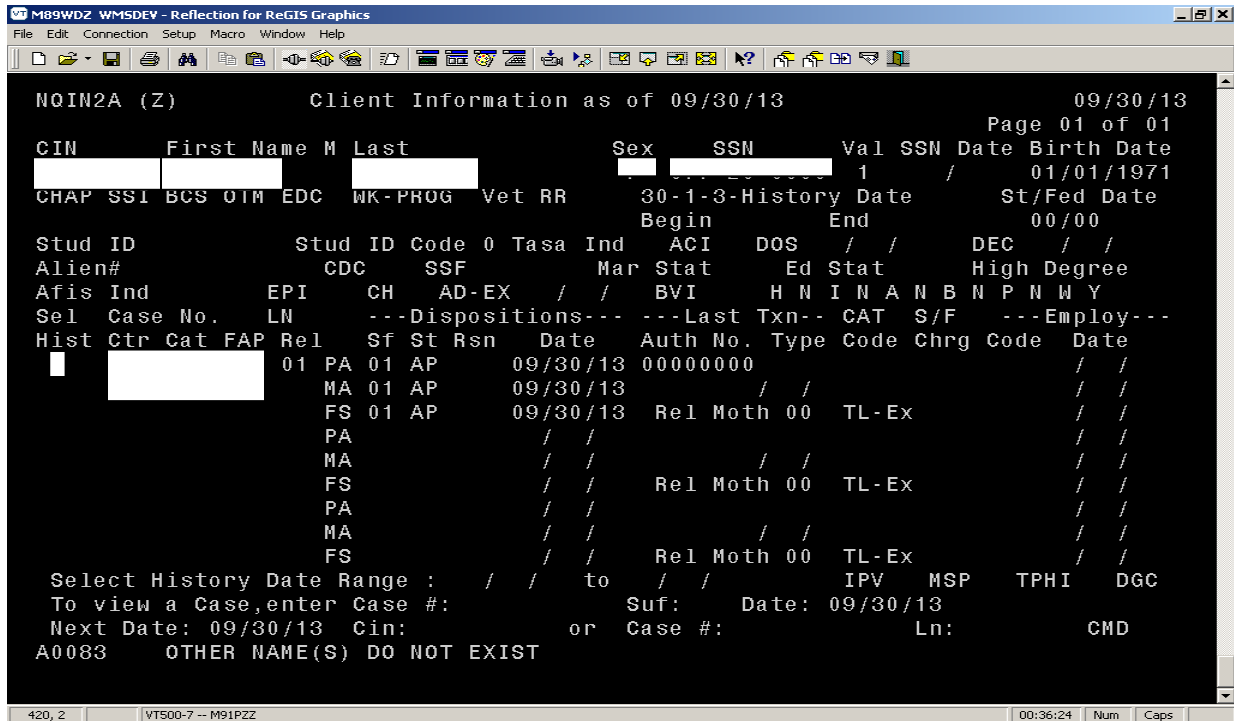 M89WDZ WMSDEV - Reflection for ReGIS Graphics
File Edit Connection Setup Macro Window Help
NQIN2A (Z) Client Information as of 09/30/13 09/30/13
Page 01 of 01
CIN First Name M Last Sex SSN Val SSN Date Birth Date
1 / 01/01/1971
CHAP SSI BCS OTM EDC WK-PROG Vet RR 30-1-3-History Date St/Fed Date
Begin End 00/00
Stud ID Stud ID Code 0 Tasa Ind ACI DOS / / DEC / /
Alien# CDC SSF Mar Stat Ed Stat High Degree
Afis Ind EPI CH AD-EX / / BVI H N I N A N B N P N W Y
Sel Case No. LN ---Dispositions--- ---Last Txn-- CAT S/F ---Employ---
Hist Ctr Cat FAP Rel Sf St Rsn Date Auth No. Type Code Chrg Code Date
01 PA 01 AP 09/30/13 00000000 / /
MA 01 AP 09/30/13 / / / /
FS 01 AP 09/30/13 Rel Moth 00 TL-Ex / /
PA / / / /
MA / / / / / /
FS / / Rel Moth 00 TL-Ex / /
PA / / / /
MA / / / / / /
FS / / Rel Moth 00 TL-Ex / /
Select History Date Range : / / to / / IPV MSP TPHI DGC
To view a Case,enter Case #: Suf: Date: 09/30/13
Next Date: 09/30/13 Cin: or Case #: Ln: CMD
A0083 OTHER NAME(S) DO NOT EXIST
420, 2 VT500-7 -- M91PZZ 00:36:24 Num Caps